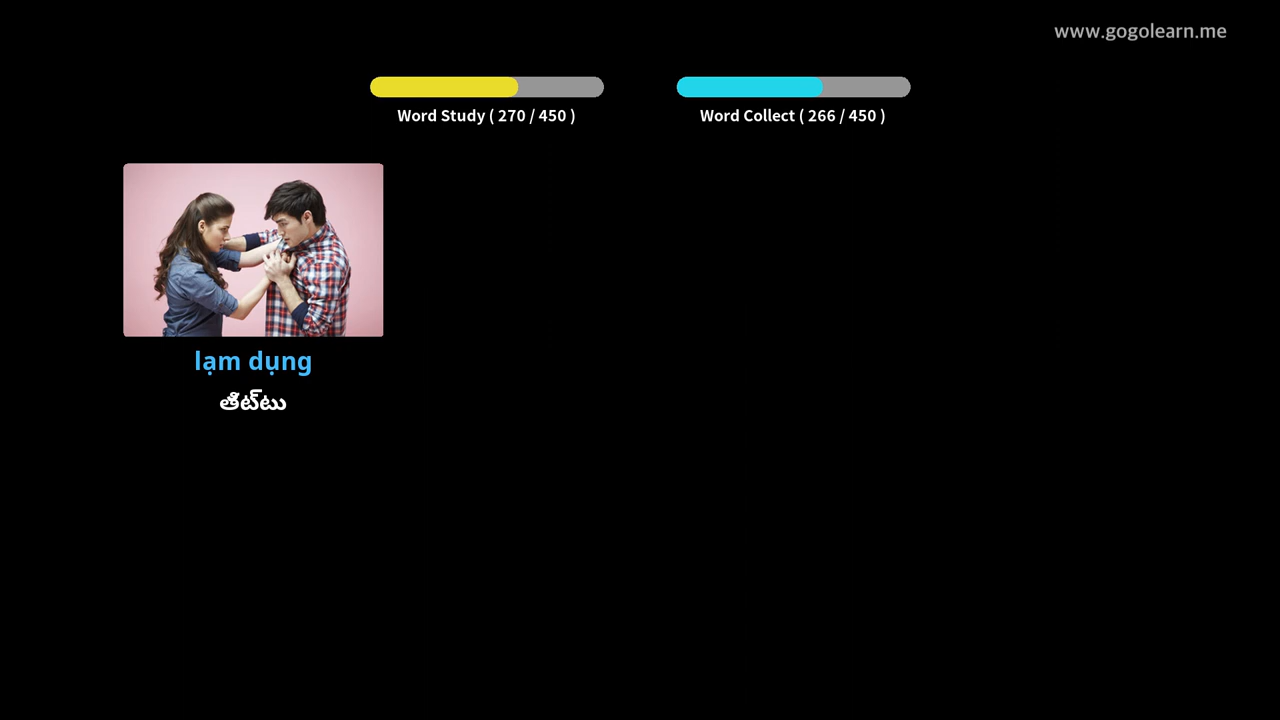 www.gogolearn.me
Word Study ( 270 / 450 )
Word Collect ( 266 / 450 )
lạm dụng
తిట్టు